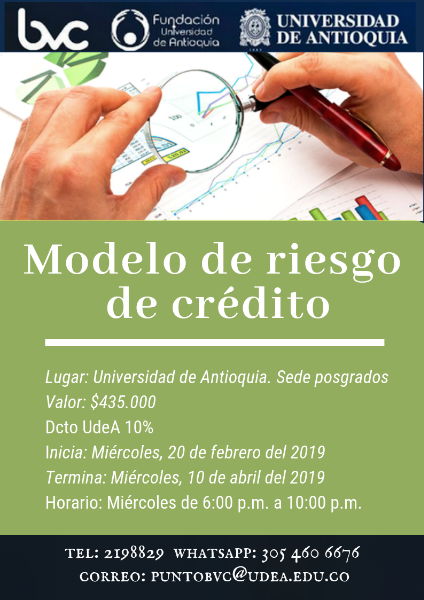 bvc
Fundación
Universidad
de Antioquia
UNIVERSIDAD
DE ANTIOQUIA
1803
Modelo de riesgo
de crédito
Lugar: Universidad de Antioquia. Sede posgrados
Valor: $435.000
Dcto UdeA 10%
Inicia: Miércoles, 20 de febrero del 2019
Termina: Miércoles, 10 de abril del 2019
Horario: Miércoles de 6:00 p.m. a 10:00 p.m.
TEL: 2198829 WHATSAPP: 305 460 6676
CORREO: PUNTOBVC@UDEA.EDU.CO